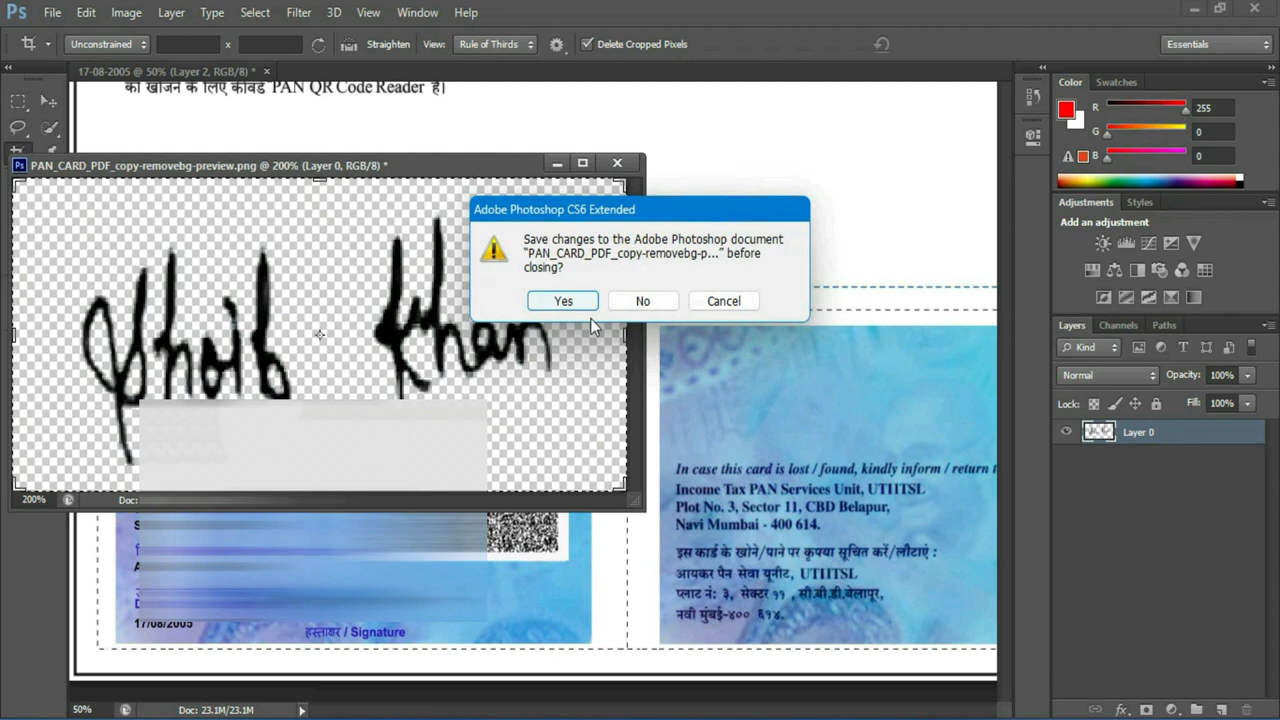 Ps File Edit Image Layer Type Select Filter 3D View Window Help
Unconstrained x Straighten View: Rule of Thirds Delete Cropped Pixels Essentials
17-08-2005 @ 50% (Layer 2, RGB/8) * ×
को खोजने के लिए कीवर्ड PAN QR Code Reader है।
Ps PAN_CARD_PDF_copy-removebg-preview.png @ 200% (Layer 0, RGB/8) *
Shoib Khan
200% Doc:
Adobe Photoshop CS6 Extended
Save changes to the Adobe Photoshop document
“PAN_CARD_PDF_copy-removebg-p...” before
closing?
Yes No Cancel
17/08/2005
हस्ताक्षर / Signature
In case this card is lost / found, kindly inform / return t
Income Tax PAN Services Unit, UTIITSL
Plot No. 3, Sector 11, CBD Belapur,
Navi Mumbai - 400 614.
इस कार्ड के खोने/पाने पर कृपया सूचित करें/लौटाएं :
आयकर पैन सेवा यूनीट, UTIITSL
प्लाट नं: ३, सेक्टर ११ , सी.बी.डी.बेलापूर,
नवी मुंबई-४०० ६१४.
50% Doc: 23.1M/23.1M
Color Swatches
R 255
G 0
B 0
Adjustments Styles
Add an adjustment
Layers Channels Paths
Kind
Normal Opacity: 100%
Lock: Fill: 100%
Layer 0
fx